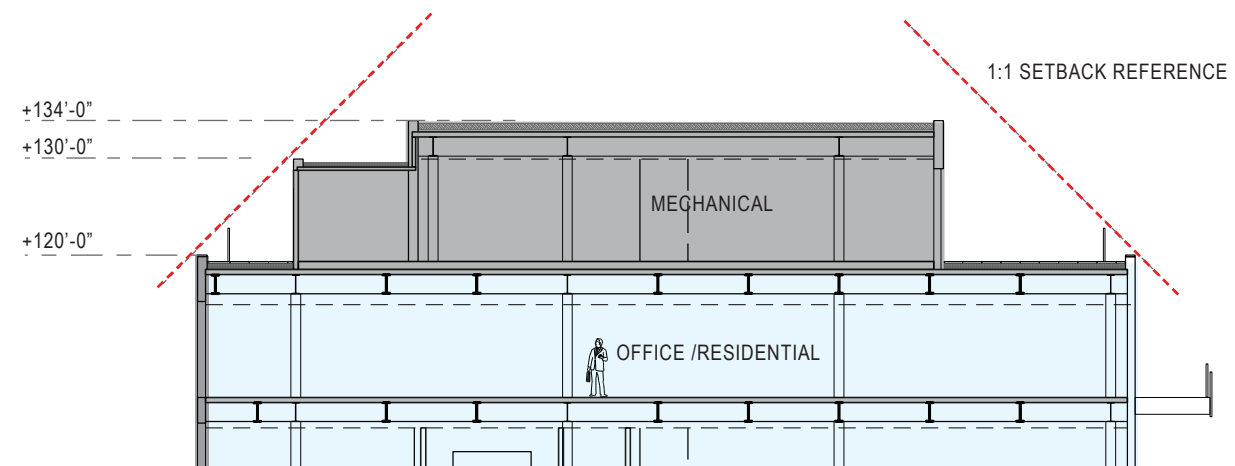 1:1 SETBACK REFERENCE
+134’-0”
+130’-0”
MECHANICAL
+120’-0”
OFFICE /RESIDENTIAL